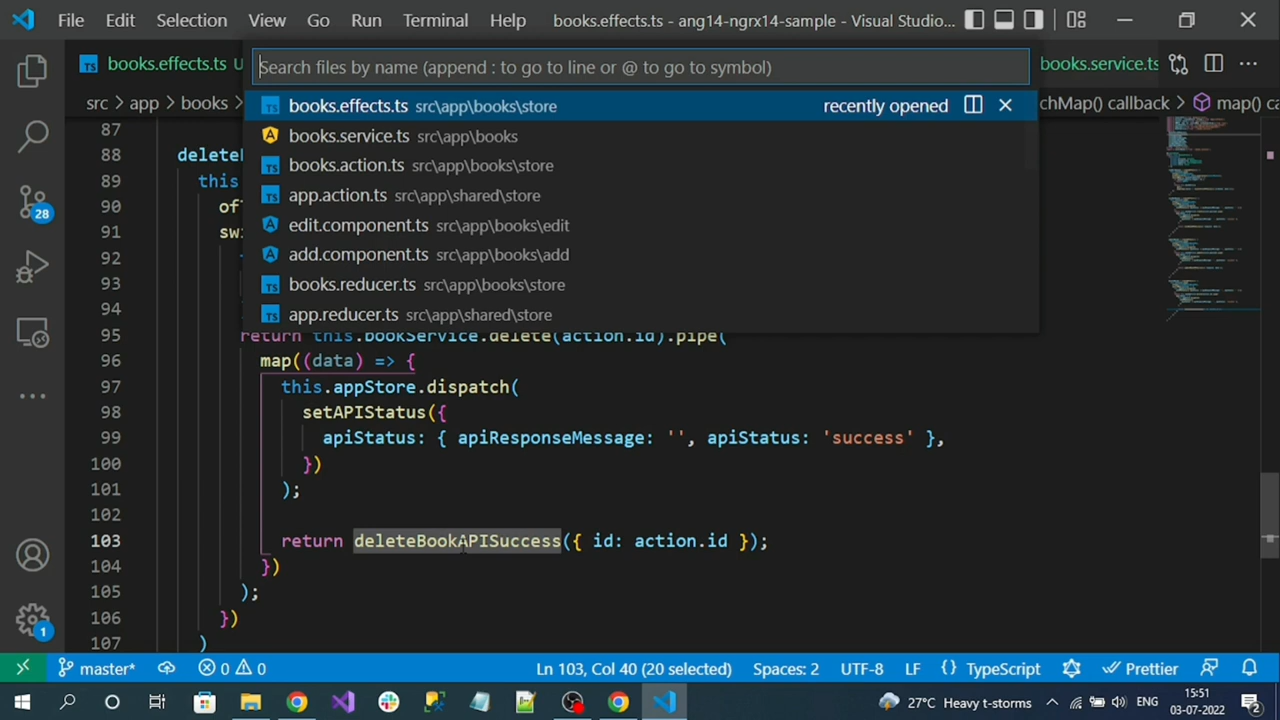 File Edit Selection View Go Run Terminal Help books.effects.ts - ang14-ngrx14-sample - Visual Studio...
books.effects.ts U
books.service.ts
Search files by name (append : to go to line or @ to go to symbol)
src > app > books >
chMap() callback > map() c
books.effects.ts src\app\books\store recently opened
books.service.ts src\app\books
books.action.ts src\app\books\store
app.action.ts src\app\shared\store
edit.component.ts src\app\books\edit
add.component.ts src\app\books\add
books.reducer.ts src\app\books\store
app.reducer.ts src\app\shared\store
87
88 delete
89 this
90 of
91 sw
92
93
94
95 return this.bookService.delete(action.id).pipe(
96 map((data) => {
97 this.appStore.dispatch(
98 setAPIStatus({
99 apiStatus: { apiResponseMessage: '', apiStatus: 'success' },
100 })
101 );
102
103 return deleteBookAPISuccess({ id: action.id });
104 })
105 );
106 })
107 )
28
1
master* 0 0 Ln 103, Col 40 (20 selected) Spaces: 2 UTF-8 LF {} TypeScript Prettier
27°C Heavy t-storms ENG 15:51
03-07-2022 2